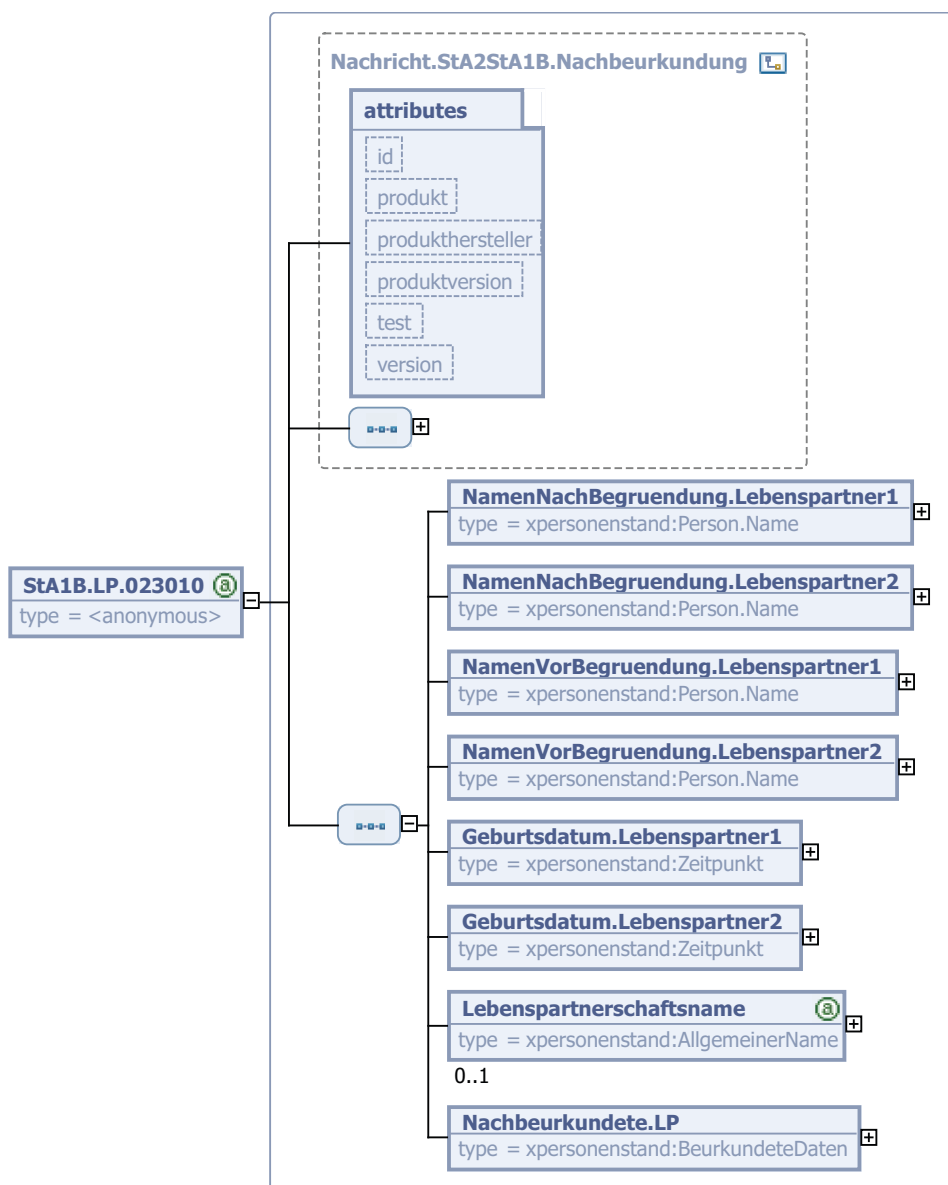 Nachricht.StA2StA1B.Nachbeurkundung
attributes
id
produkt
produkthersteller
produktversion
test
version
NamenNachBegruendung.Lebenspartner1
type = xpersonenstand:Person.Name
StA1B.LP.023010 @
type = <anonymous>
NamenNachBegruendung.Lebenspartner2
type = xpersonenstand:Person.Name
NamenVorBegruendung.Lebenspartner1
type = xpersonenstand:Person.Name
NamenVorBegruendung.Lebenspartner2
type = xpersonenstand:Person.Name
Geburtsdatum.Lebenspartner1
type = xpersonenstand:Zeitpunkt
Geburtsdatum.Lebenspartner2
type = xpersonenstand:Zeitpunkt
Lebenspartnerschaftsname @
type = xpersonenstand:AllgemeinerName
0..1
Nachbeurkundete.LP
type = xpersonenstand:BeurkundeteDaten